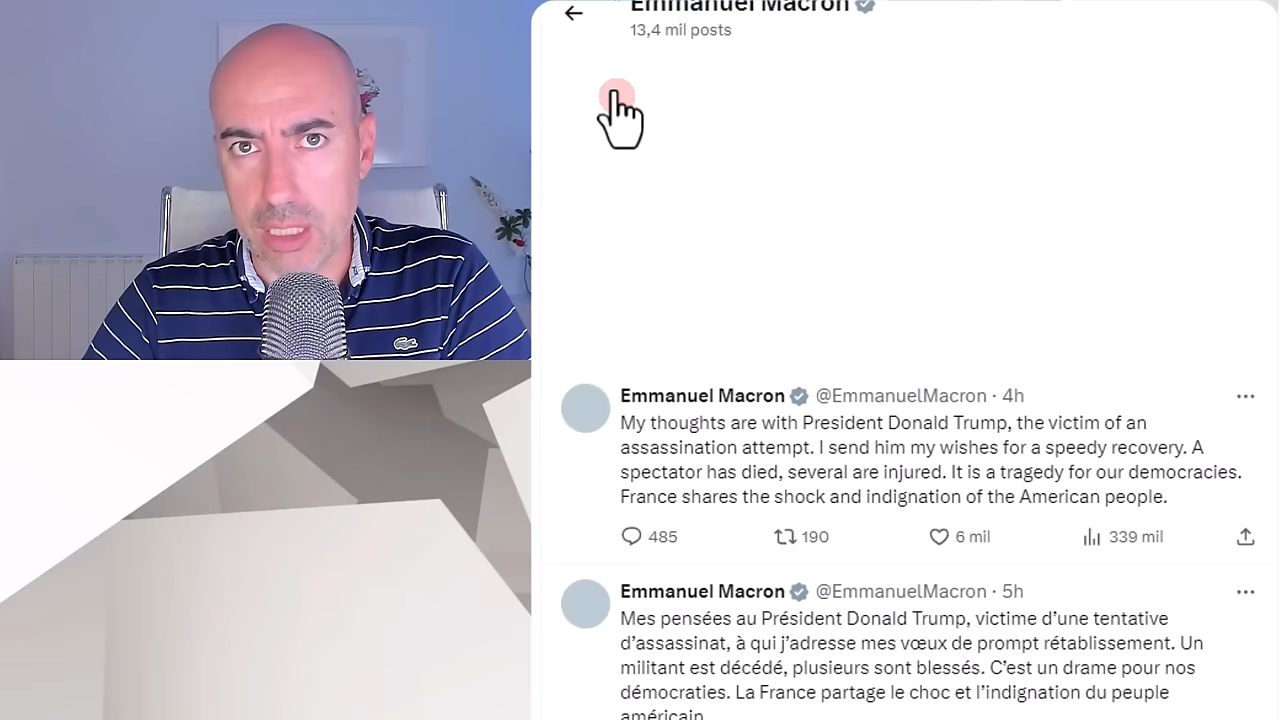 Emmanuel Macron
13,4 mil posts
Emmanuel Macron @EmmanuelMacron · 4h
My thoughts are with President Donald Trump, the victim of an
assassination attempt. I send him my wishes for a speedy recovery. A
spectator has died, several are injured. It is a tragedy for our democracies.
France shares the shock and indignation of the American people.
485 190 6 mil 339 mil
Emmanuel Macron @EmmanuelMacron · 5h
Mes pensées au Président Donald Trump, victime d’une tentative
d’assassinat, à qui j’adresse mes vœux de prompt rétablissement. Un
militant est décédé, plusieurs sont blessés. C’est un drame pour nos
démocraties. La France partage le choc et l’indignation du peuple
américain.